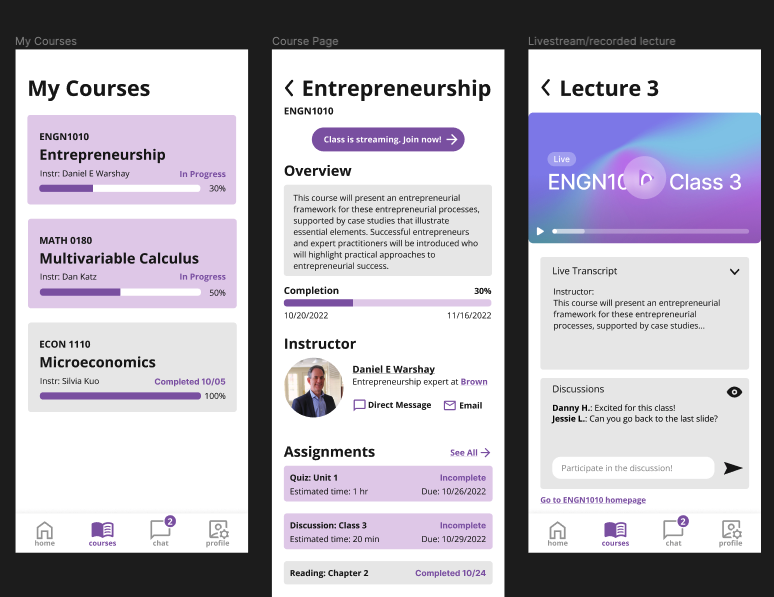 My Courses
My Courses
ENGN1010
Entrepreneurship
Instr: Daniel E Warshay
In Progress
30%
MATH 0180
Multivariable Calculus
Instr: Dan Katz
In Progress
50%
ECON 1110
Microeconomics
Instr: Silvia Kuo
Completed 10/05
100%
home
courses
2
chat
profile
Course Page
Entrepreneurship
ENGN1010
Class is streaming. Join now!
Overview
This course will present an entrepreneurial
framework for these entrepreneurial processes,
supported by case studies that illustrate
essential elements. Successful entrepreneurs
and expert practitioners will be introduced who
will highlight practical approaches to
entrepreneurial success.
Completion
30%
10/20/2022
11/16/2022
Instructor
Daniel E Warshay
Entrepreneurship expert at Brown
Direct Message
Email
Assignments
See All
Quiz: Unit 1
Incomplete
Estimated time: 1 hr
Due: 10/26/2022
Discussion: Class 3
Incomplete
Estimated time: 20 min
Due: 10/29/2022
Reading: Chapter 2
Completed 10/24
Livestream/recorded lecture
Lecture 3
Live
ENGN1010 Class 3
Live Transcript
Instructor:
This course will present an entrepreneurial
framework for these entrepreneurial
processes, supported by case studies...
Discussions
Danny H.: Excited for this class!
Jessie L.: Can you go back to the last slide?
Participate in the discussion!
Go to ENGN1010 homepage
home
courses
2
chat
profile